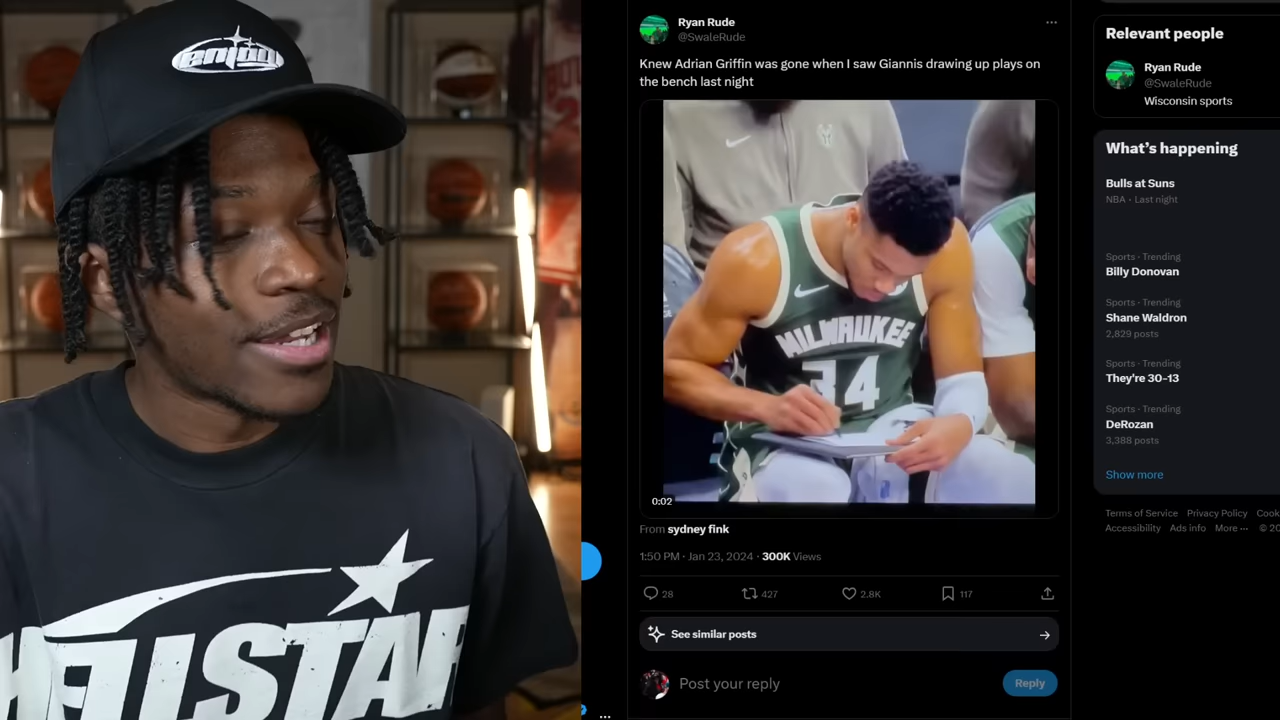 enjoy
HELLSTAR
Ryan Rude
@SwaleRude
Knew Adrian Griffin was gone when I saw Giannis drawing up plays on
the bench last night
MILWAUKEE
34
0:02
From sydney fink
1:50 PM · Jan 23, 2024 · 300K Views
28
427
2.8K
117
See similar posts
Post your reply
Reply
Relevant people
Ryan Rude
@SwaleRude
Wisconsin sports
What’s happening
Bulls at Suns
NBA · Last night
Sports · Trending
Billy Donovan
Sports · Trending
Shane Waldron
2,829 posts
Sports · Trending
They're 30-13
Sports · Trending
DeRozan
3,388 posts
Show more
Terms of Service Privacy Policy Cook
Accessibility Ads info More ··· © 20